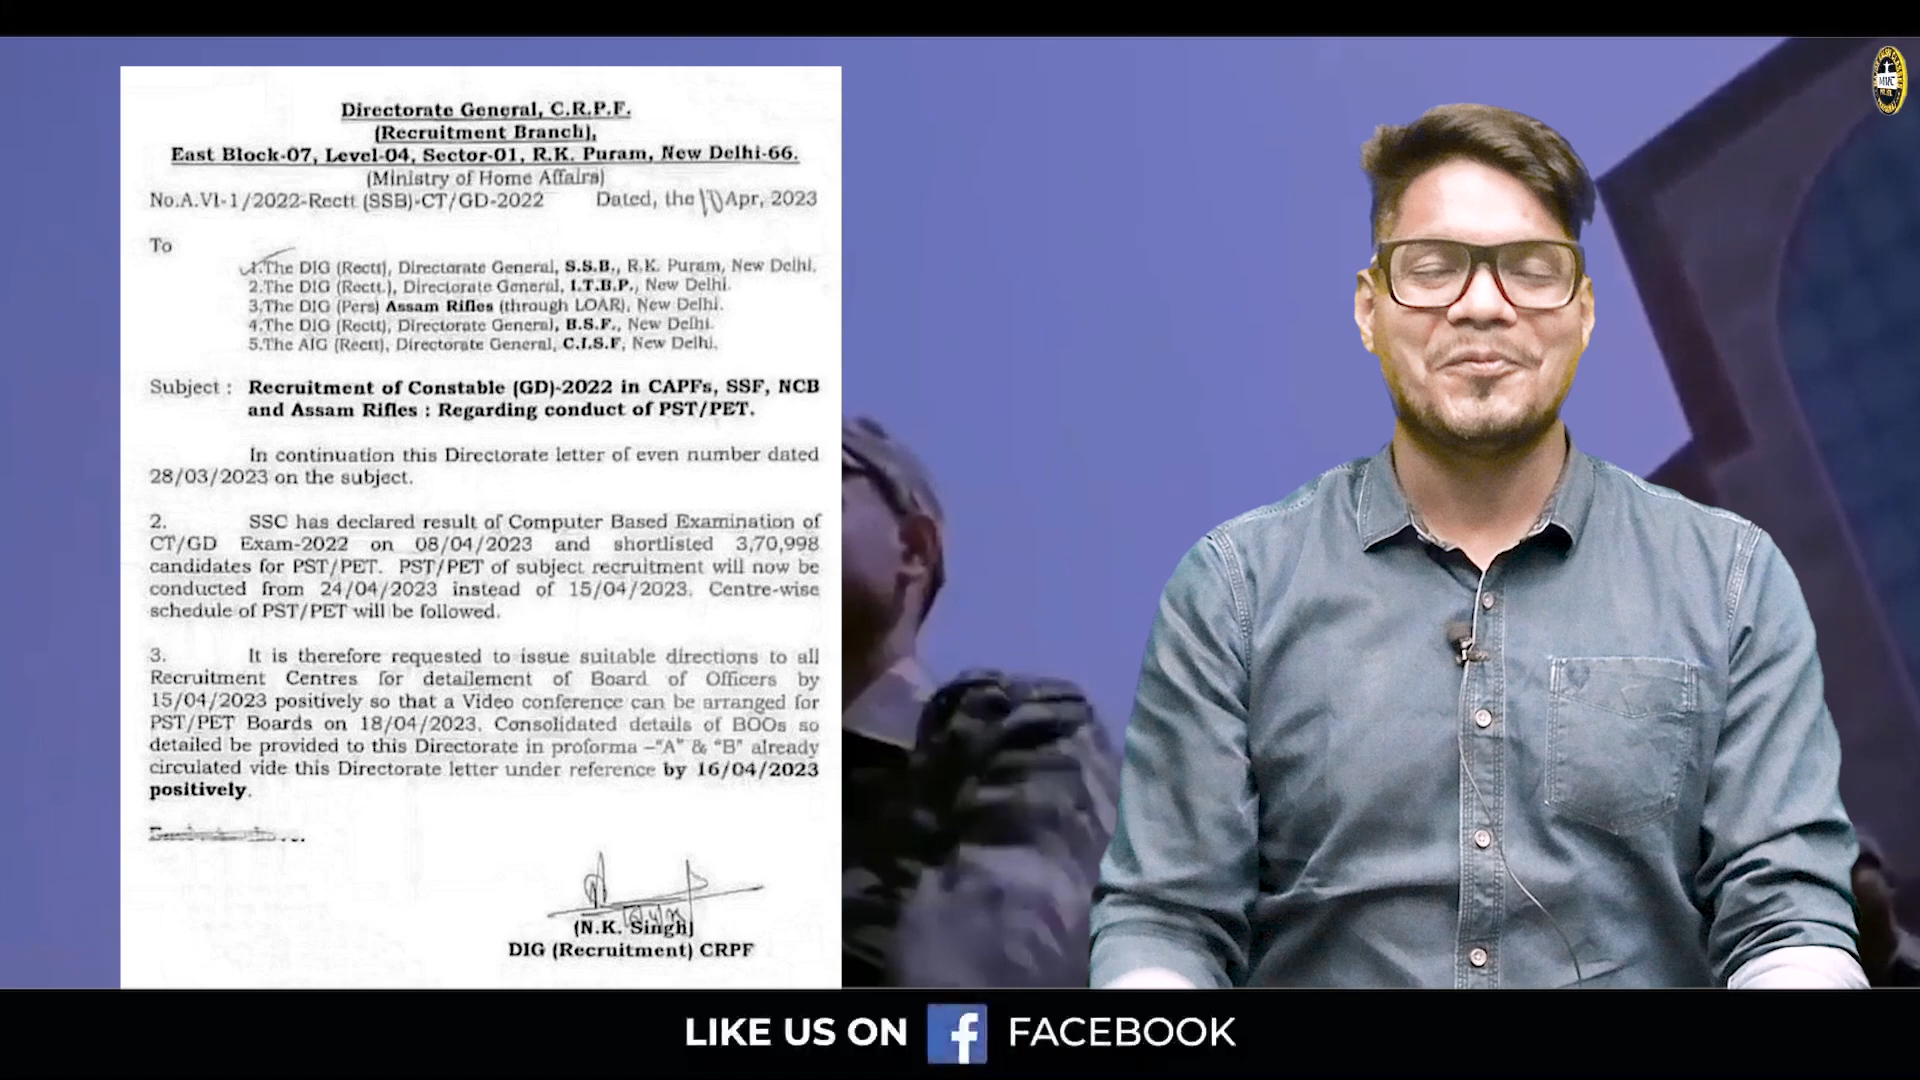 Directorate General, C.R.P.F.
(Recruitment Branch),
East Block-07, Level-04, Sector-01, R.K. Puram, New Delhi-66.
(Ministry of Home Affairs)
No.A.VI-1/2022-Rectt (SSB)-CT/GD-2022 Dated, the 10 Apr, 2023
To
1.The DIG (Rectt), Directorate General, S.S.B., R.K. Puram, New Delhi.
2.The DIG (Rectt.), Directorate General, I.T.B.P., New Delhi.
3.The DIG (Pers) Assam Rifles (through LOAR), New Delhi.
4.The DIG (Rectt), Directorate General, B.S.F., New Delhi.
5.The AIG (Rectt), Directorate General, C.I.S.F, New Delhi.
Subject : Recruitment of Constable (GD)-2022 in CAPFs, SSF, NCB
and Assam Rifles : Regarding conduct of PST/PET.
In continuation this Directorate letter of even number dated
28/03/2023 on the subject.
2. SSC has declared result of Computer Based Examination of
CT/GD Exam-2022 on 08/04/2023 and shortlisted 3,70,998
candidates for PST/PET. PST/PET of subject recruitment will now be
conducted from 24/04/2023 instead of 15/04/2023. Centre-wise
schedule of PST/PET will be followed.
3. It is therefore requested to issue suitable directions to all
Recruitment Centres for detailement of Board of Officers by
15/04/2023 positively so that a Video conference can be arranged for
PST/PET Boards on 18/04/2023. Consolidated details of BOOs so
detailed be provided to this Directorate in proforma –"A" & "B" already
circulated vide this Directorate letter under reference by 16/04/2023
positively.
(N.K. Singh)
DIG (Recruitment) CRPF
LIKE US ON f FACEBOOK